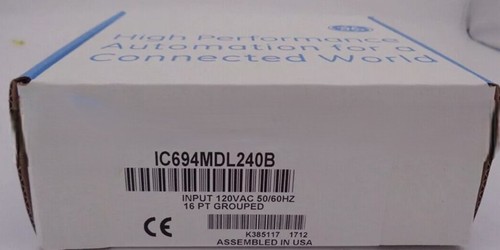 High Performance
Automation for a
Connected World
IC694MDL240B
INPUT 120VAC 50/60HZ
16 PT GROUPED
CE
K385117 1712
ASSEMBLED IN USA